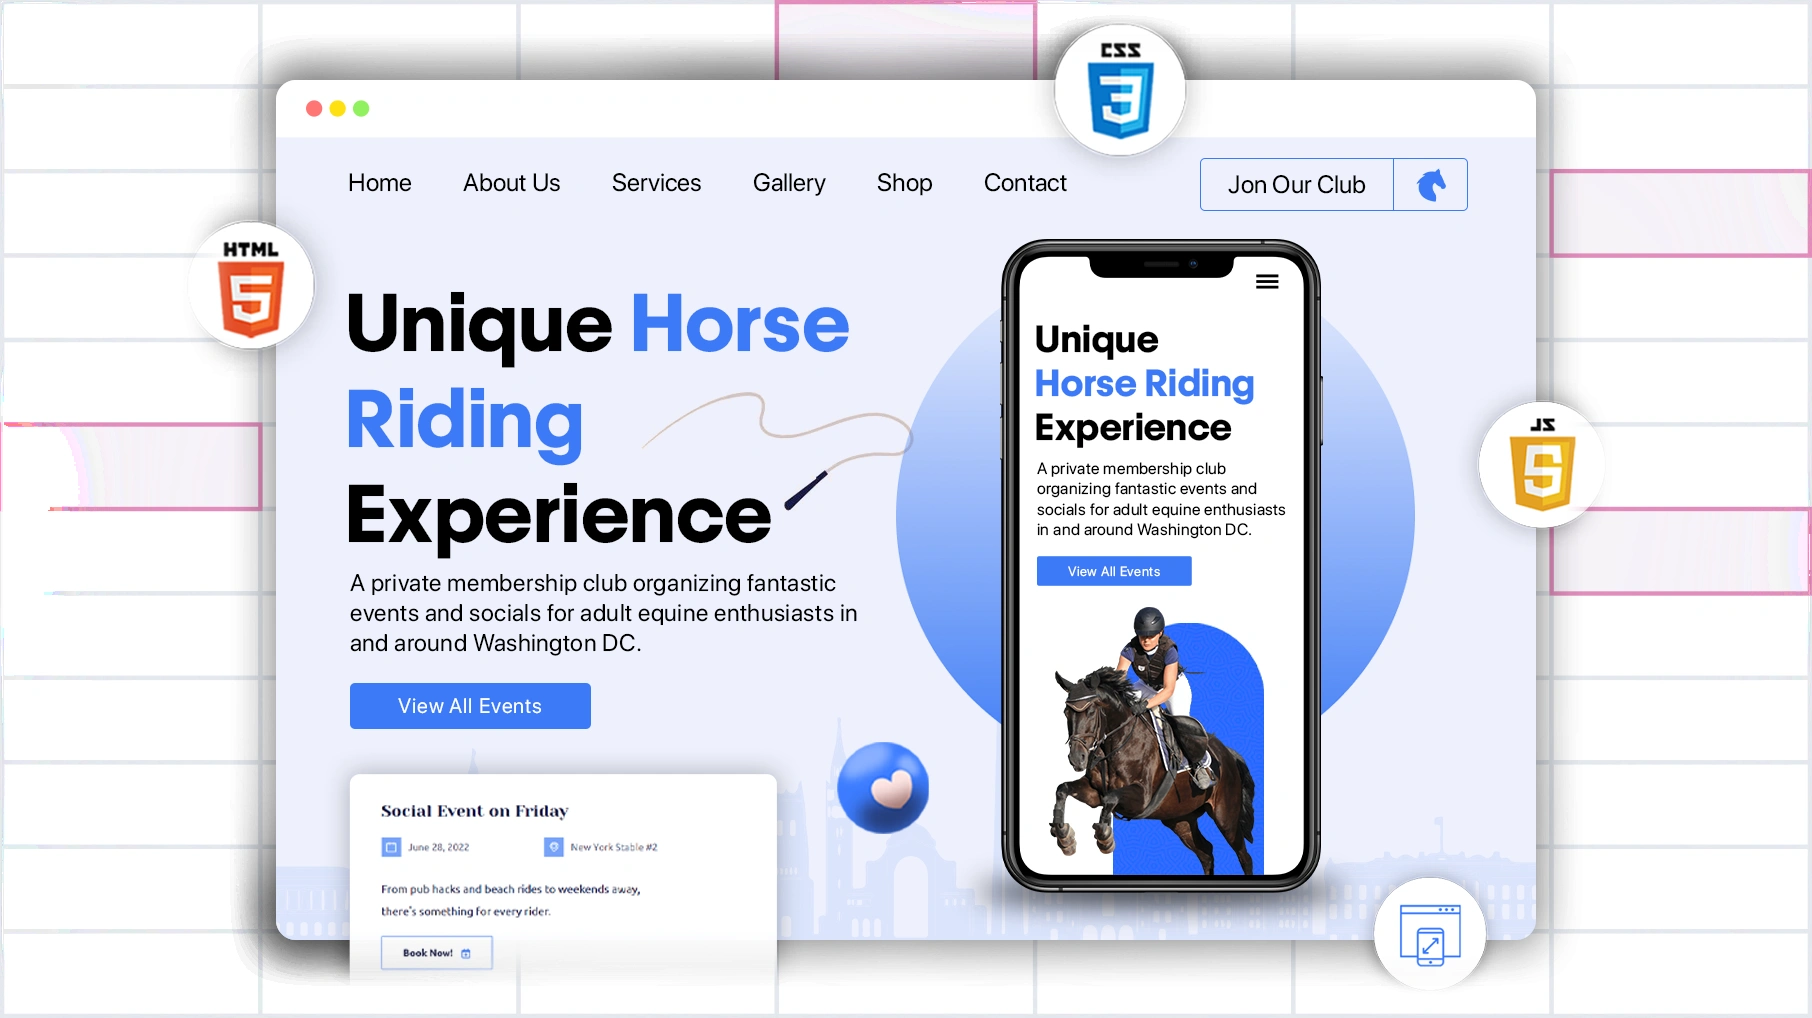 CSS
3
Home About Us Services Gallery Shop Contact
Jon Our Club
HTML
5
Unique Horse
Riding
Experience
A private membership club organizing fantastic
events and socials for adult equine enthusiasts in
and around Washington DC.
View All Events
Unique
Horse Riding
Experience
A private membership club
organizing fantastic events and
socials for adult equine enthusiasts
in and around Washington DC.
View All Events
JS
5
Social Event on Friday
June 28, 2022
New York Stable #2
From pub hacks and beach rides to weekends away,
there's something for every rider.
Book Now!